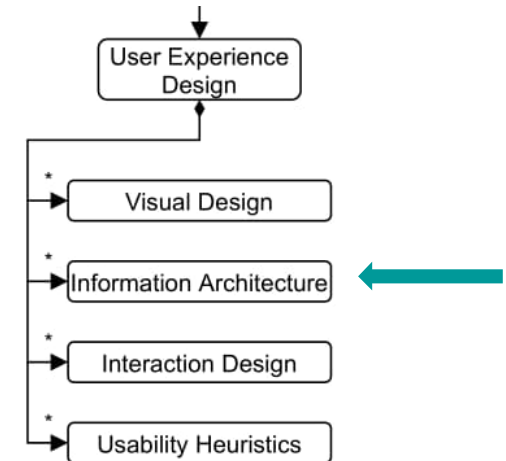 User Experience
Design
*
Visual Design
*
Information Architecture
*
Interaction Design
*
Usability Heuristics